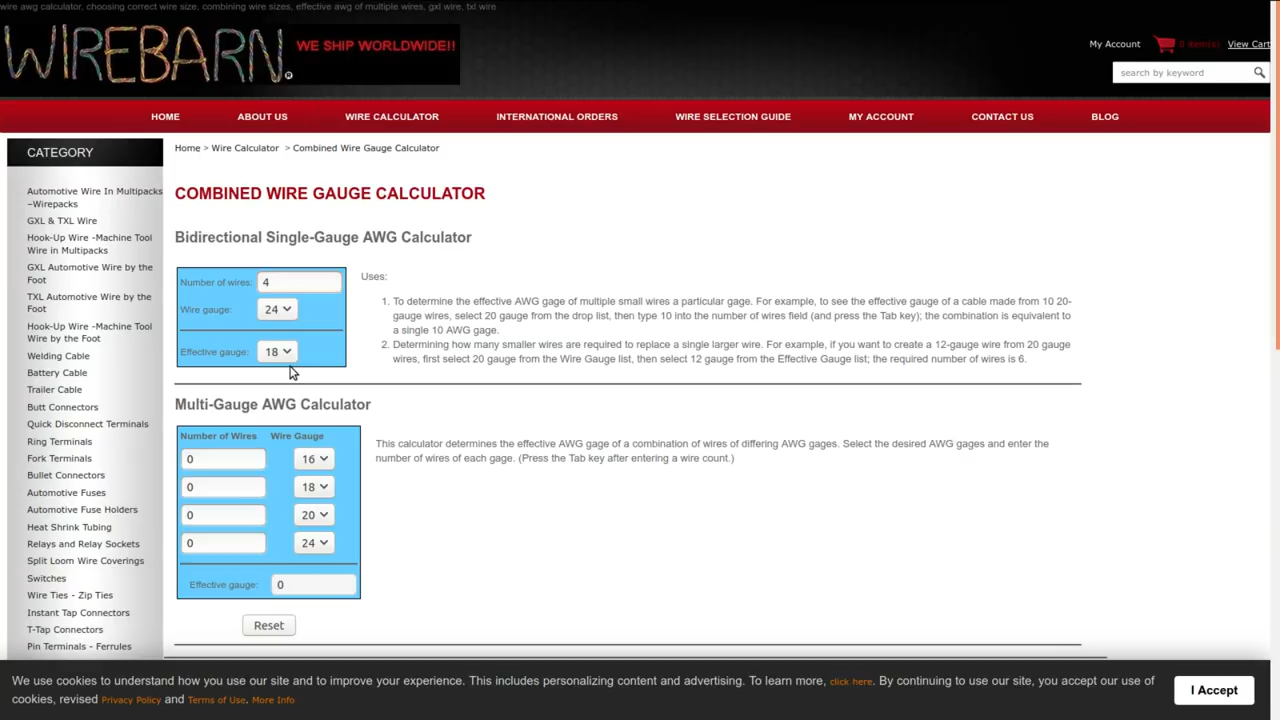 wire awg calculator, choosing correct wire size, combining wire sizes, effective awg of multiple wires, gxl wire, txl wire
WIREBARN®
WE SHIP WORLDWIDE!!
My Account
0 item(s)
View Cart
search by keyword
HOME
ABOUT US
WIRE CALCULATOR
INTERNATIONAL ORDERS
WIRE SELECTION GUIDE
MY ACCOUNT
CONTACT US
BLOG
CATEGORY
Automotive Wire In Multipacks
–Wirepacks
GXL & TXL Wire
Hook-Up Wire -Machine Tool
Wire in Multipacks
GXL Automotive Wire by the
Foot
TXL Automotive Wire by the
Foot
Hook-Up Wire -Machine Tool
Wire by the Foot
Welding Cable
Battery Cable
Trailer Cable
Butt Connectors
Quick Disconnect Terminals
Ring Terminals
Fork Terminals
Bullet Connectors
Automotive Fuses
Automotive Fuse Holders
Heat Shrink Tubing
Relays and Relay Sockets
Split Loom Wire Coverings
Switches
Wire Ties - Zip Ties
Instant Tap Connectors
T-Tap Connectors
Pin Terminals - Ferrules
Home > Wire Calculator > Combined Wire Gauge Calculator
COMBINED WIRE GAUGE CALCULATOR
Bidirectional Single-Gauge AWG Calculator
Number of wires: 4
Wire gauge: 24
Effective gauge: 18
Uses:
1. To determine the effective AWG gage of multiple small wires a particular gage. For example, to see the effective gauge of a cable made from 10 20-
gauge wires, select 20 gauge from the drop list, then type 10 into the number of wires field (and press the Tab key); the combination is equivalent to
a single 10 AWG gage.
2. Determining how many smaller wires are required to replace a single larger wire. For example, if you want to create a 12-gauge wire from 20 gauge
wires, first select 20 gauge from the Wire Gauge list, then select 12 gauge from the Effective Gauge list; the required number of wires is 6.
Multi-Gauge AWG Calculator
Number of Wires Wire Gauge
0 16
0 18
0 20
0 24
Effective gauge: 0
Reset
This calculator determines the effective AWG gage of a combination of wires of differing AWG gages. Select the desired AWG gages and enter the
number of wires of each gage. (Press the Tab key after entering a wire count.)
We use cookies to understand how you use our site and to improve your experience. This includes personalizing content and advertising. To learn more, click here. By continuing to use our site, you accept our use of
cookies, revised Privacy Policy and Terms of Use. More Info
I Accept